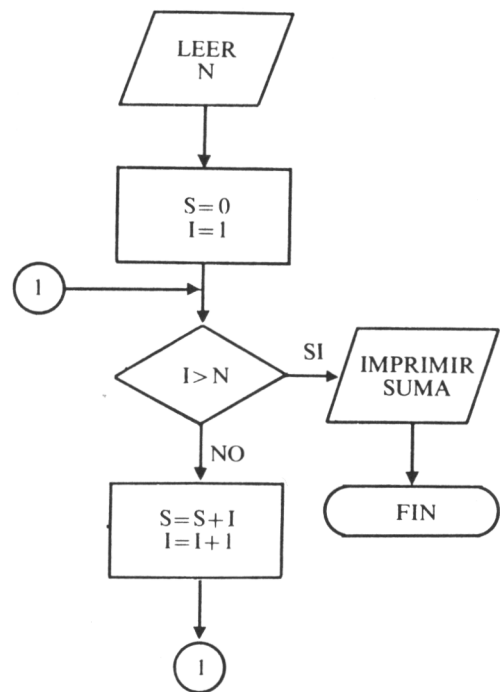 LEER
N
S=0
I=1
1
I>N
SI
IMPRIMIR
SUMA
NO
FIN
S=S+I
I=I+1
1